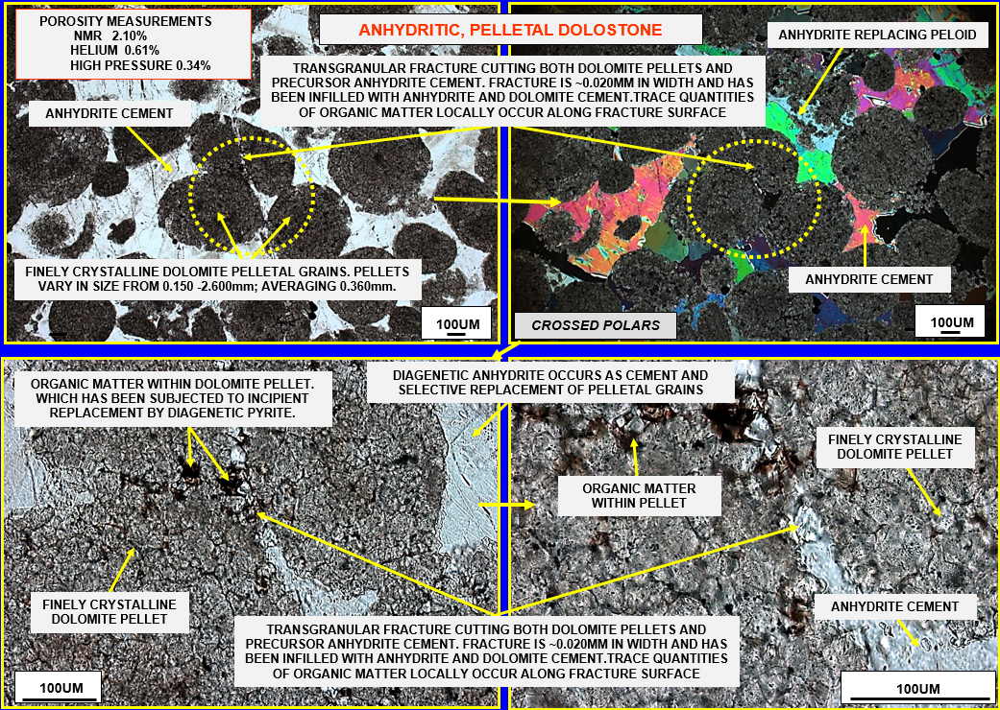 POROSITY MEASUREMENTS
NMR 2.10%
HELIUM 0.61%
HIGH PRESSURE 0.34%
ANHYDRITIC, PELLETAL DOLOSTONE
ANHYDRITE REPLACING PELOID
TRANSGRANULAR FRACTURE CUTTING BOTH DOLOMITE PELLETS AND
PRECURSOR ANHYDRITE CEMENT. FRACTURE IS ~0.020MM IN WIDTH AND HAS
BEEN INFILLED WITH ANHYDRITE AND DOLOMITE CEMENT.TRACE QUANTITIES
OF ORGANIC MATTER LOCALLY OCCUR ALONG FRACTURE SURFACE
ANHYDRITE CEMENT
FINELY CRYSTALLINE DOLOMITE PELLETAL GRAINS. PELLETS
VARY IN SIZE FROM 0.150 -2.600mm; AVERAGING 0.360mm.
100UM
ANHYDRITE CEMENT
CROSSED POLARS
100UM
ORGANIC MATTER WITHIN DOLOMITE PELLET.
WHICH HAS BEEN SUBJECTED TO INCIPIENT
REPLACEMENT BY DIAGENETIC PYRITE.
DIAGENETIC ANHYDRITE OCCURS AS CEMENT AND
SELECTIVE REPLACEMENT OF PELLETAL GRAINS
FINELY CRYSTALLINE
DOLOMITE PELLET
ORGANIC MATTER
WITHIN PELLET
FINELY CRYSTALLINE
DOLOMITE PELLET
ANHYDRITE CEMENT
TRANSGRANULAR FRACTURE CUTTING BOTH DOLOMITE PELLETS AND
PRECURSOR ANHYDRITE CEMENT. FRACTURE IS ~0.020MM IN WIDTH AND HAS
BEEN INFILLED WITH ANHYDRITE AND DOLOMITE CEMENT.TRACE QUANTITIES
OF ORGANIC MATTER LOCALLY OCCUR ALONG FRACTURE SURFACE
100UM
100UM